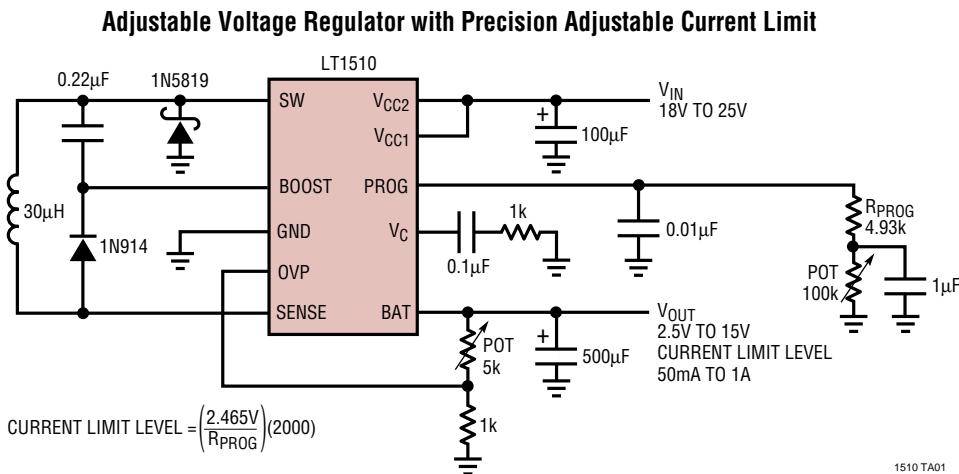 Adjustable Voltage Regulator with Precision Adjustable Current Limit
LT1510
0.22µF
1N5819
SW
VCC2
VCC1
VIN
18V TO 25V
+
100µF
BOOST
PROG
30µH
1N914
GND
VC
0.1µF
1k
0.01µF
RPROG
4.93k
POT
100k
1µF
OVP
SENSE
BAT
VOUT
2.5V TO 15V
CURRENT LIMIT LEVEL
50mA TO 1A
POT
5k
+
500µF
1k
CURRENT LIMIT LEVEL = (2.465V / RPROG)(2000)
1510 TA01